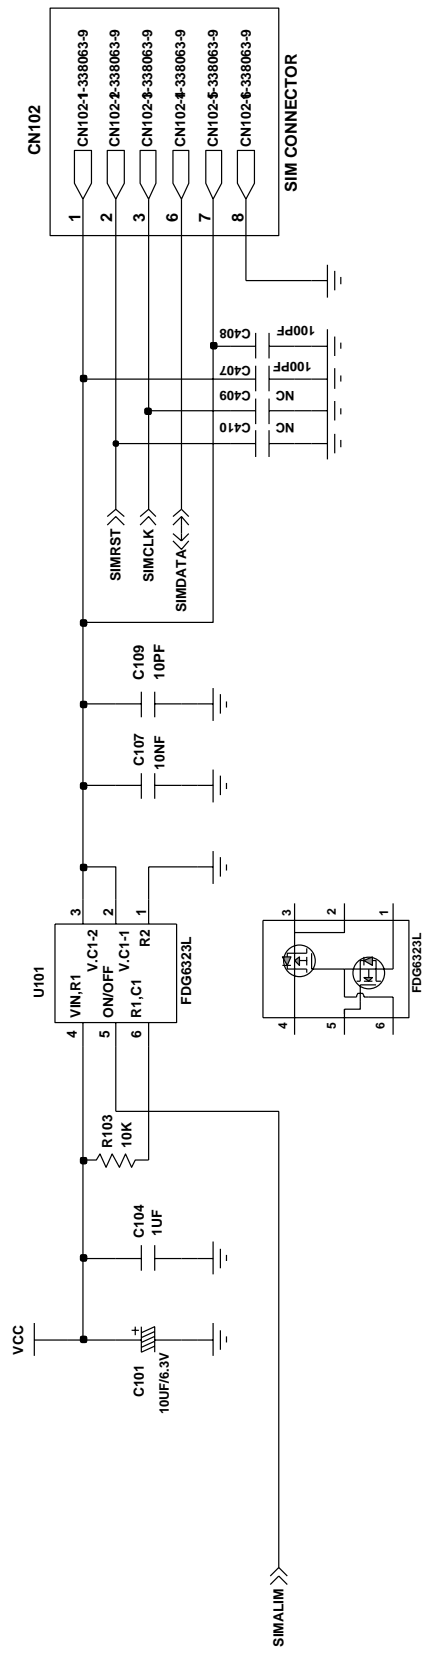 CN102
CN102-1-338063-9
CN102-2-338063-9
CN102-3-338063-9
CN102-4-338063-9
CN102-5-338063-9
CN102-6-338063-9
SIM CONNECTOR
1
2
3
6
7
8
C408
100PF
C407
100PF
C409
NC
C410
NC
SIMRST
SIMCLK
SIMDATA
C109
10PF
C107
10NF
U101
3
2
1
V.C1-2
V.C1-1
R2
VIN,R1
ON/OFF
R1,C1
4
5
6
FDG6323L
3
2
1
4
5
6
FDG6323L
R103
10K
C104
1UF
VCC
+
C101
10UF/6.3V
SIMALIM